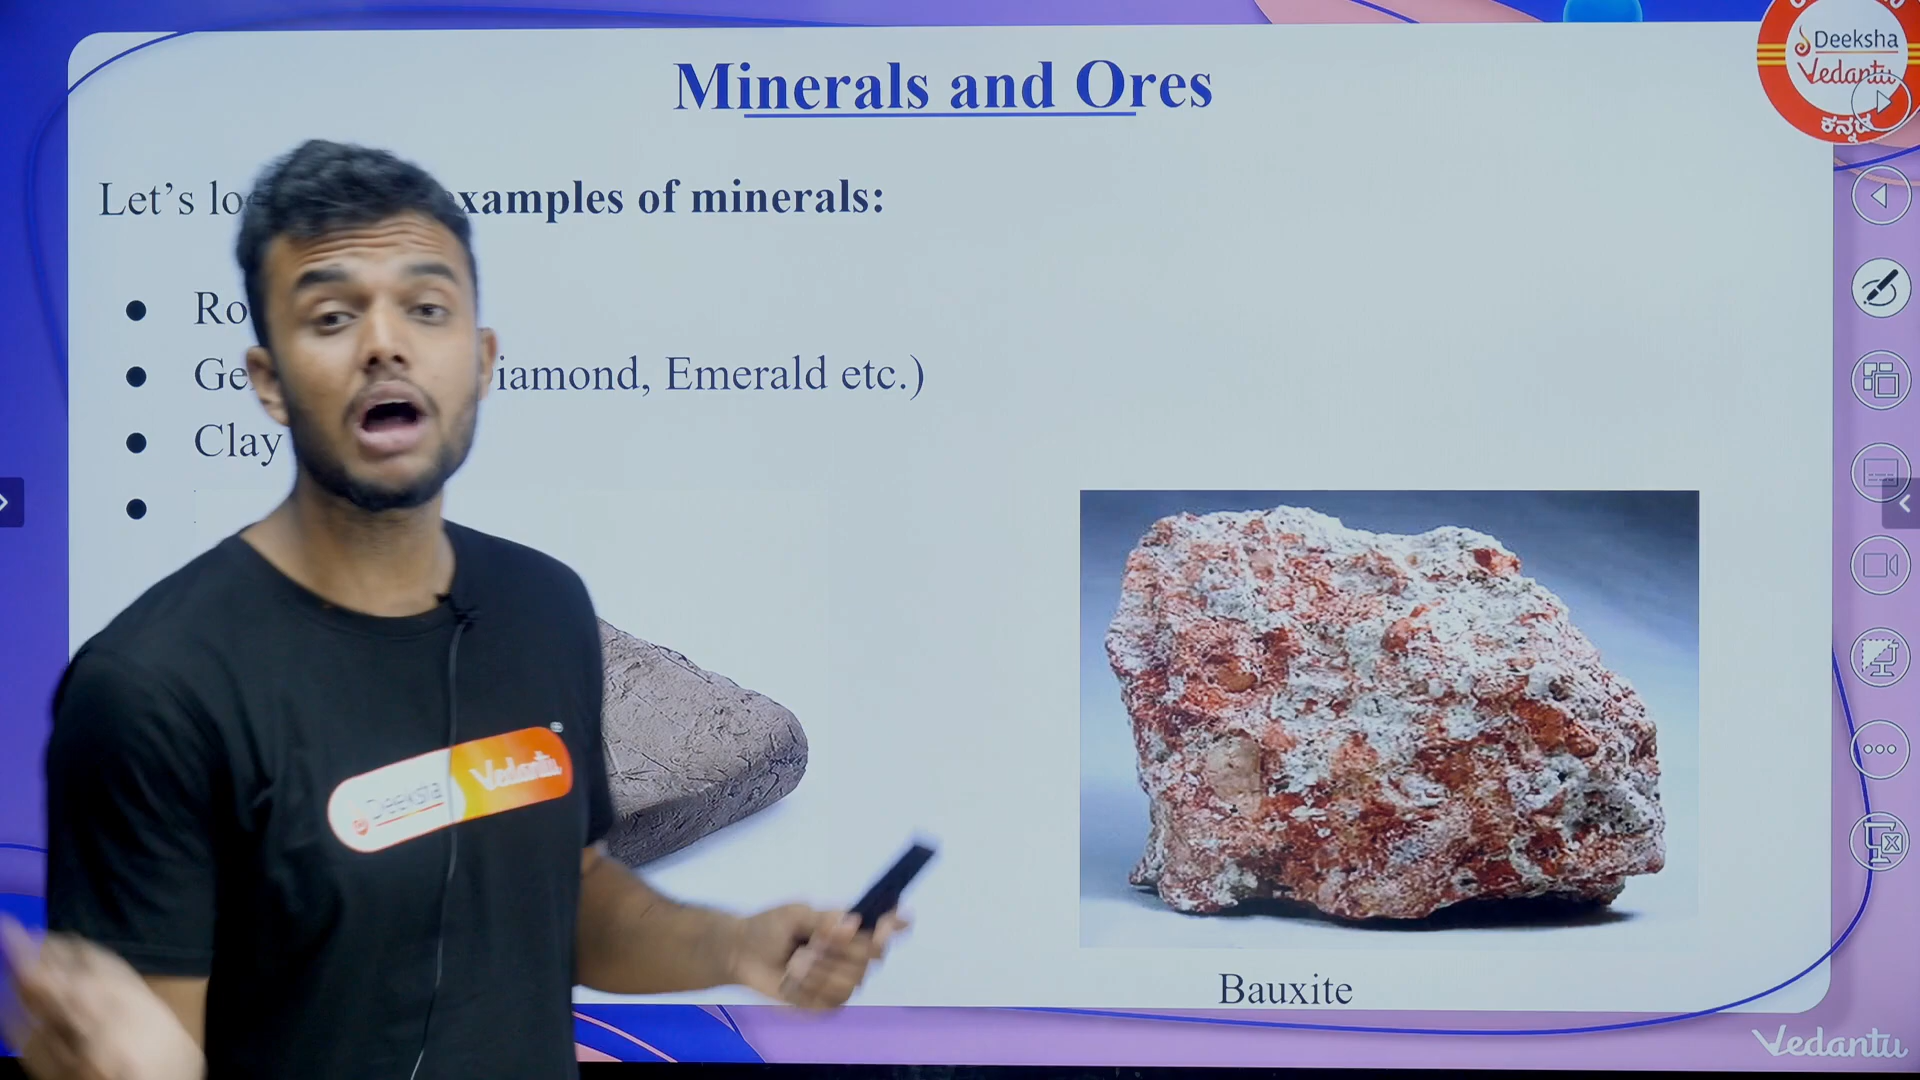 Minerals and Ores
Deeksha
Vedantu
ಕನ್ನಡ
Let's lo xamples of minerals:
● Ro
● Ge iamond, Emerald etc.)
● Clay
●
Deeksha Vedantu
Bauxite
Vedantu